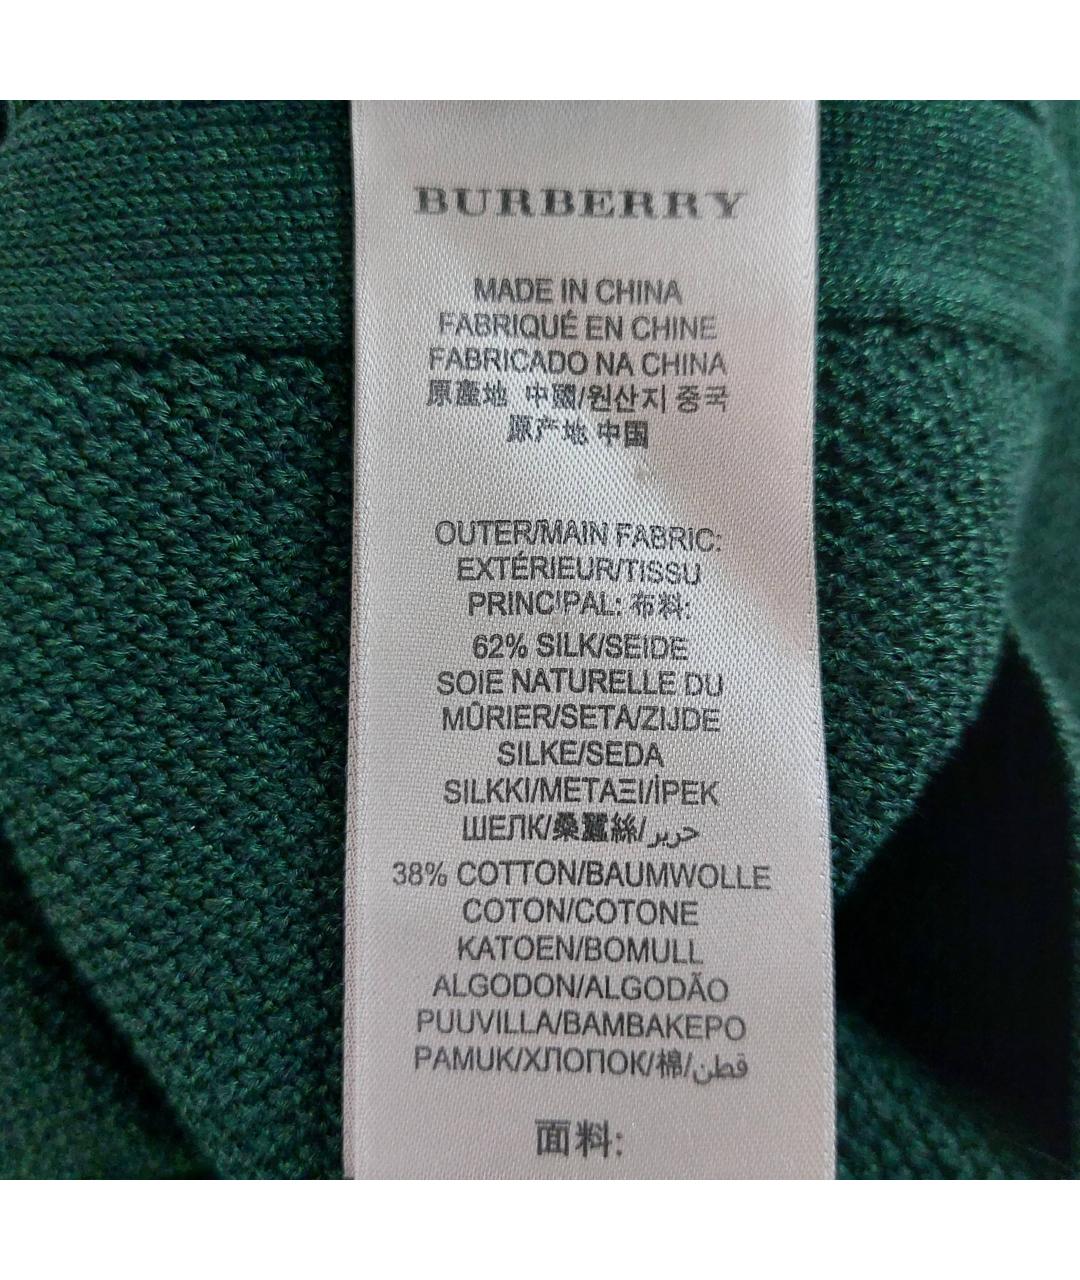 BURBERRY
MADE IN CHINA
FABRIQUÉ EN CHINE
FABRICADO NA CHINA
原產地 中國/원산지 중국
原产地 中国
OUTER/MAIN FABRIC:
EXTÉRIEUR/TISSU
PRINCIPAL: 布料:
62% SILK/SEIDE
SOIE NATURELLE DU
MÛRIER/SETA/ZIJDE
SILKE/SEDA
SILKKI/ΜΕΤΑΞΙ/İPEK
ШЕЛК/桑蠶絲/حرير
38% COTTON/BAUMWOLLE
COTON/COTONE
KATOEN/BOMULL
ALGODON/ALGODÃO
PUUVILLA/ΒΑΜΒΑΚΕΡΟ
PAMUK/ХЛОПОК/棉/قطن
面料: